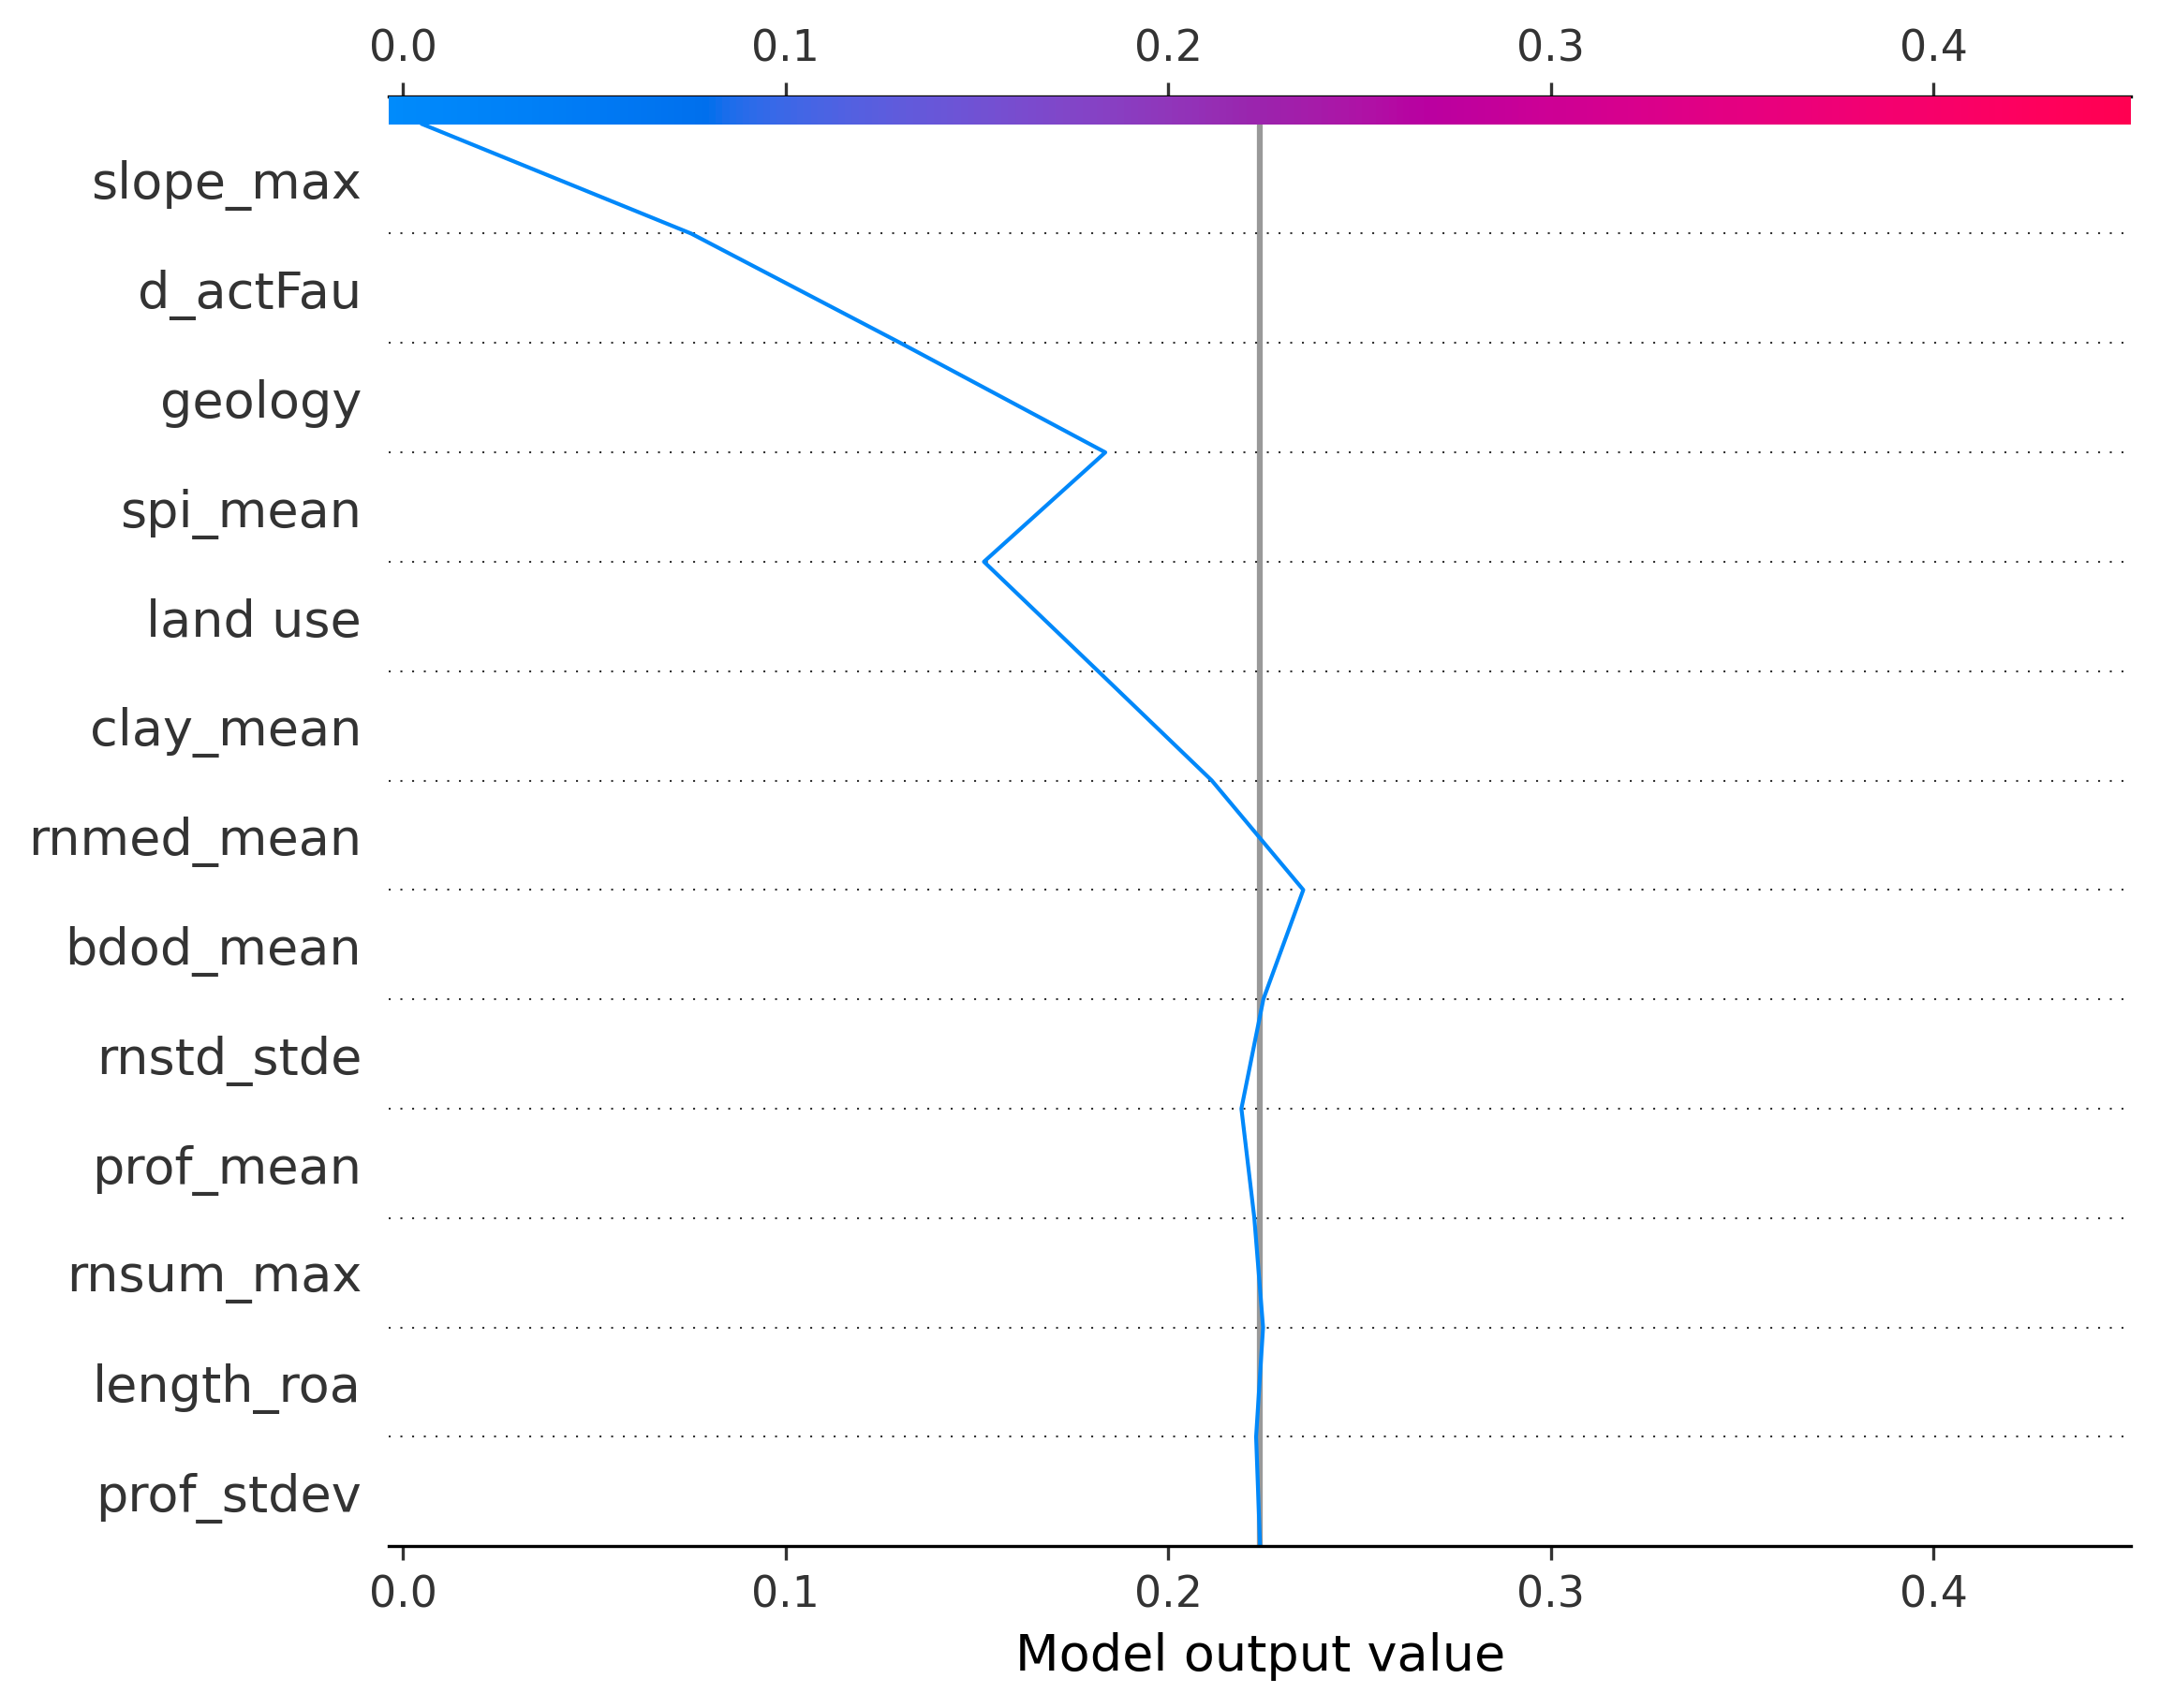 0.0 0.1 0.2 0.3 0.4
slope_max
d_actFau
geology
spi_mean
land use
clay_mean
rnmed_mean
bdod_mean
rnstd_stde
prof_mean
rnsum_max
length_roa
prof_stdev
0.0 0.1 0.2 0.3 0.4
Model output value